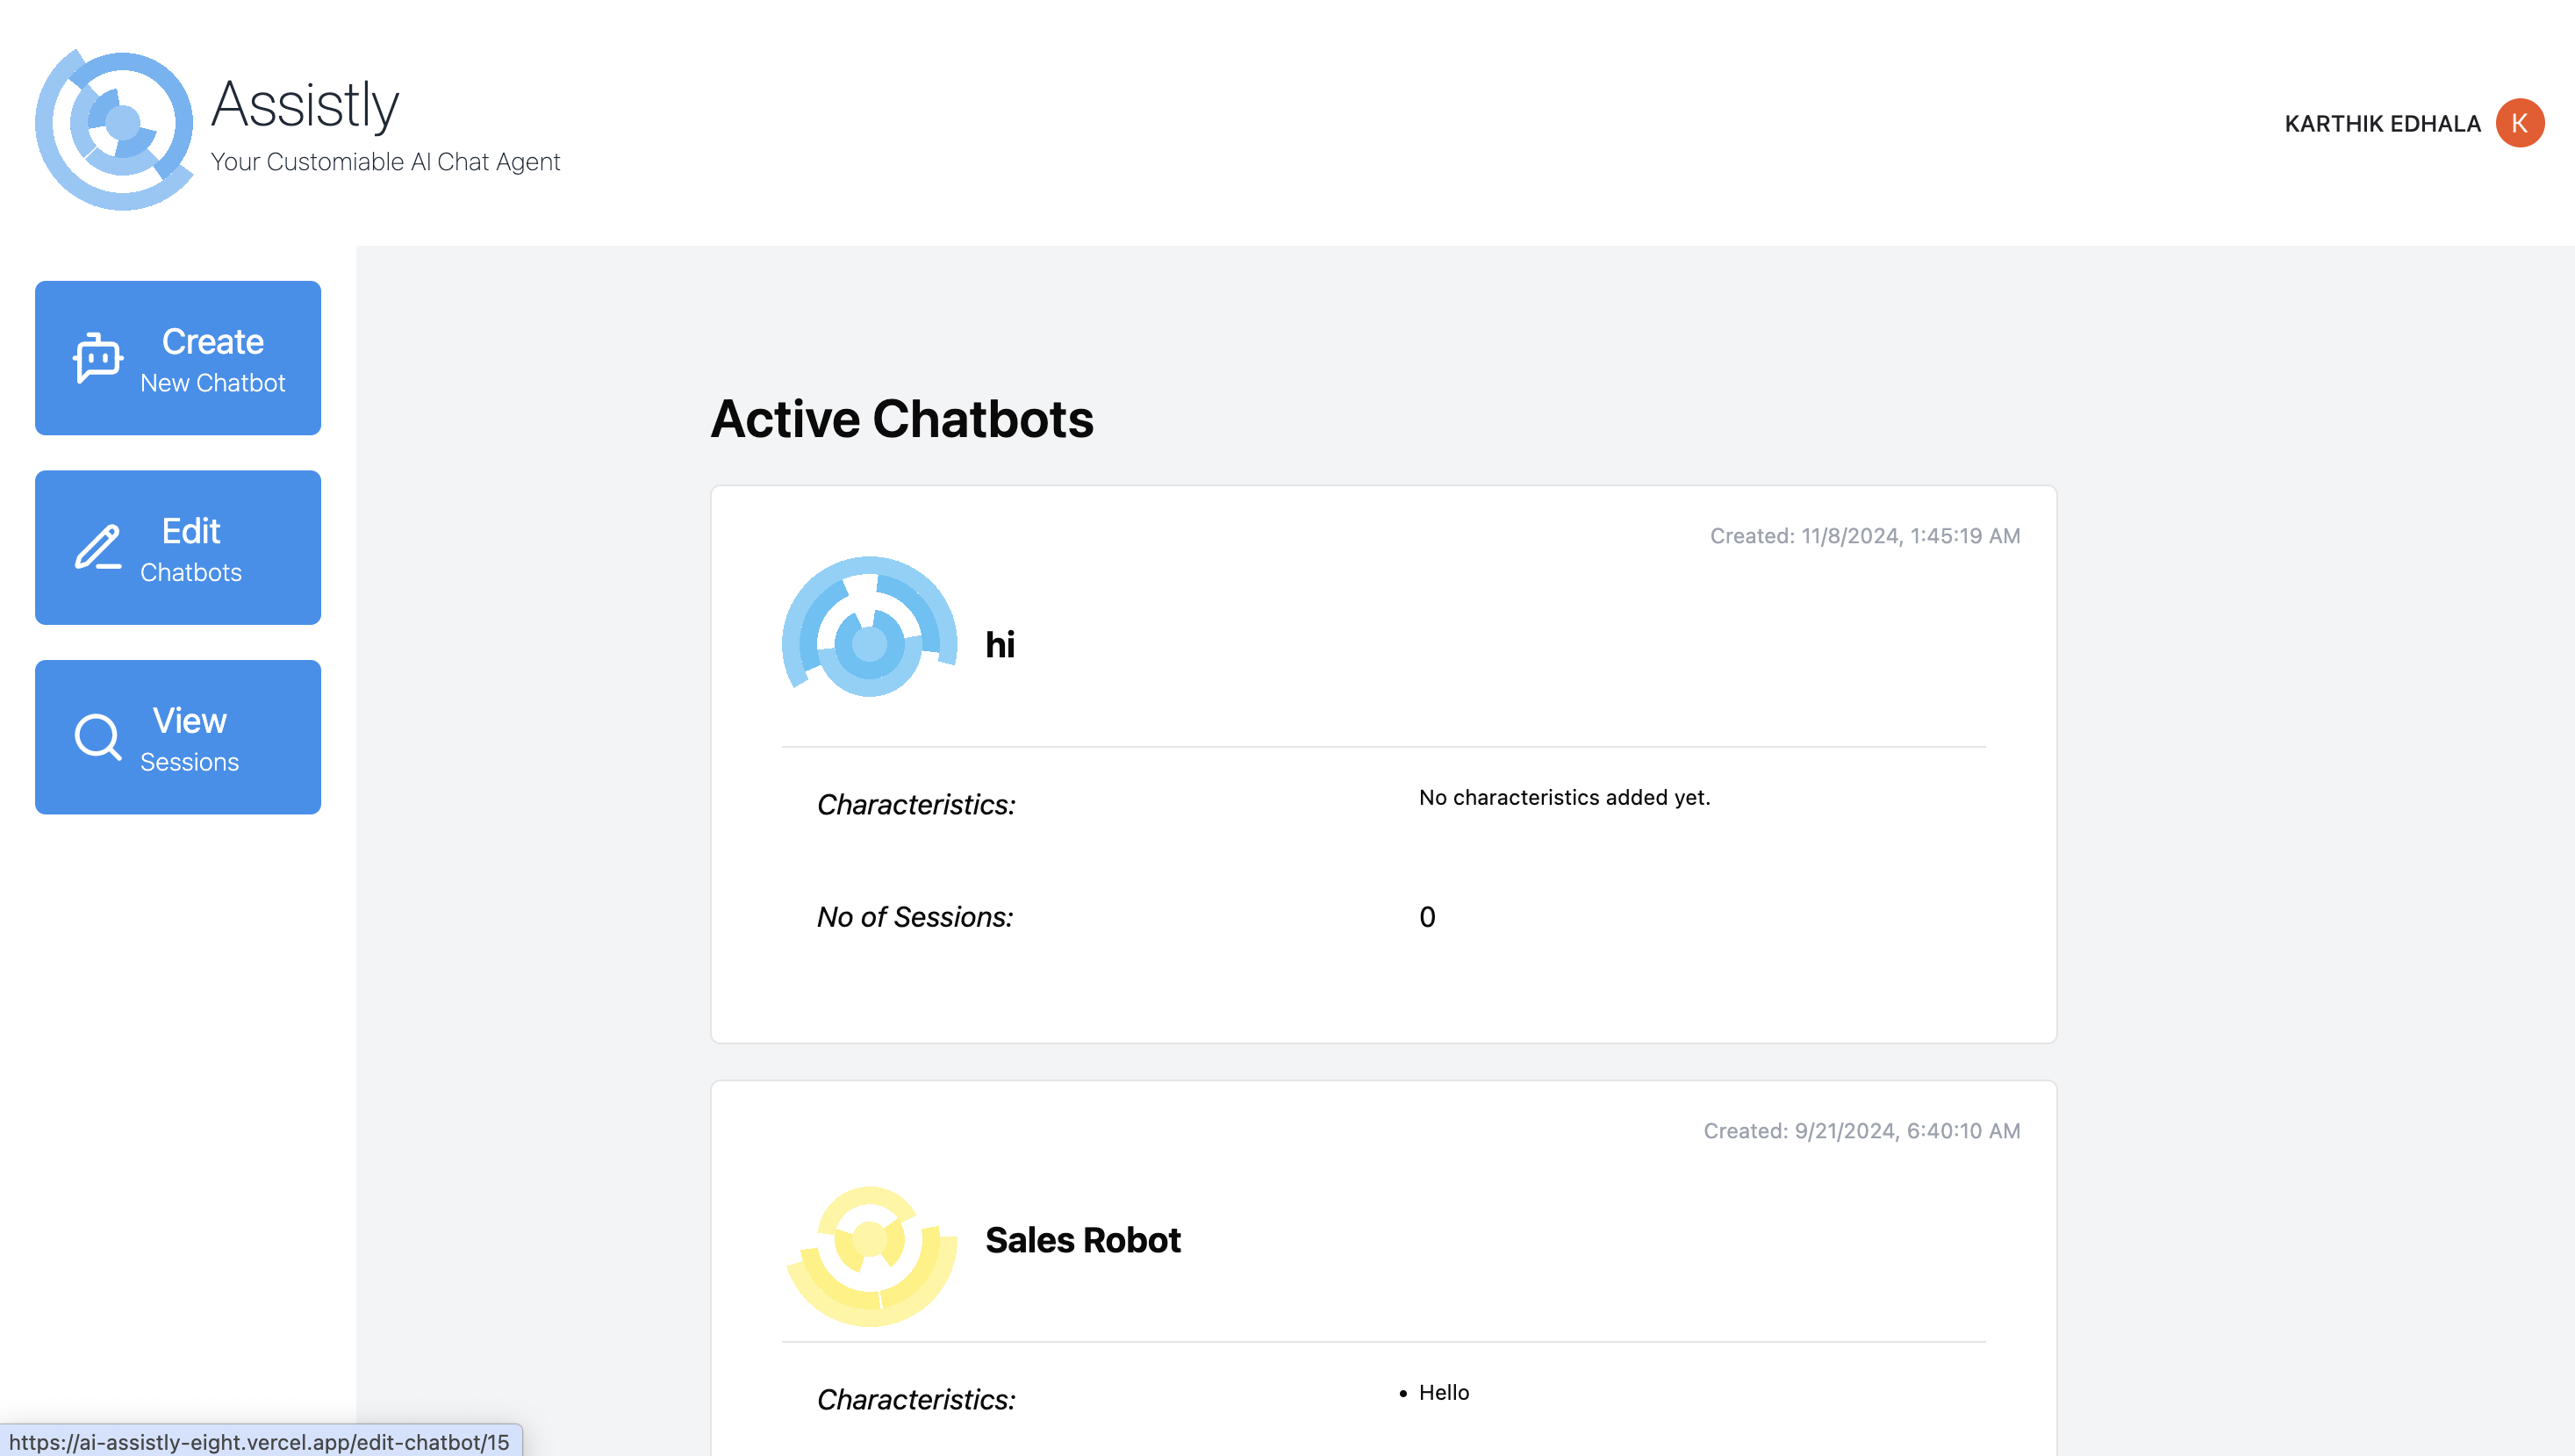 Assistly
Your Customiable AI Chat Agent
KARTHIK EDHALA
K
Create
New Chatbot
Edit
Chatbots
View
Sessions
Active Chatbots
Created: 11/8/2024, 1:45:19 AM
hi
Characteristics:
No characteristics added yet.
No of Sessions:
0
Created: 9/21/2024, 6:40:10 AM
Sales Robot
Characteristics:
• Hello
https://ai-assistly-eight.vercel.app/edit-chatbot/15